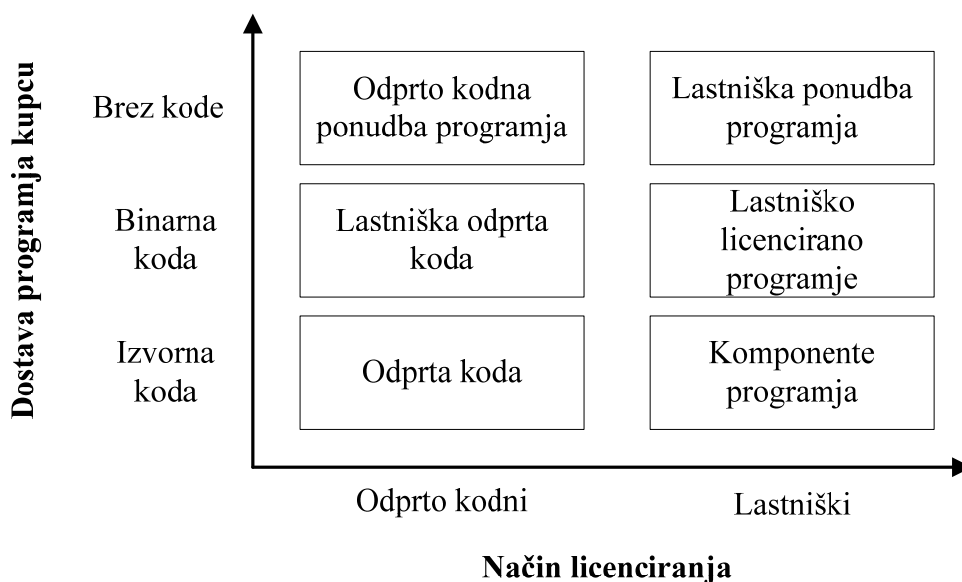 Dostava programja kupcu
Brez kode
Odprto kodna
ponudba programja
Lastniška ponudba
programja
Binarna
koda
Lastniška odprta
koda
Lastniško
licencirano
programje
Izvorna
koda
Odprta koda
Komponente
programja
Odprto kodni
Lastniški
Način licenciranja